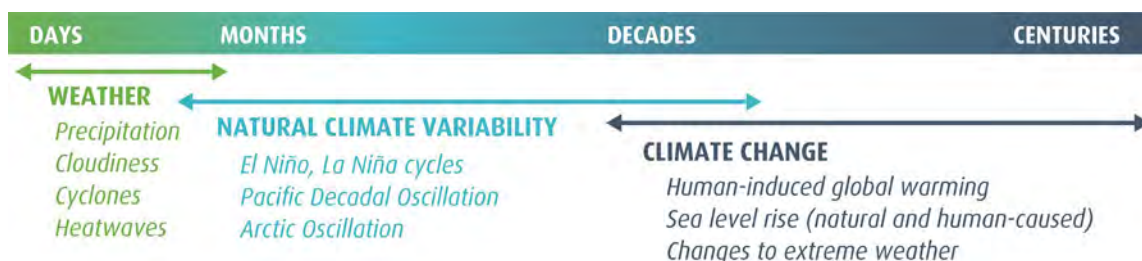 DAYS MONTHS DECADES CENTURIES
WEATHER
Precipitation
Cloudiness
Cyclones
Heatwaves
NATURAL CLIMATE VARIABILITY
El Niño, La Niña cycles
Pacific Decadal Oscillation
Arctic Oscillation
CLIMATE CHANGE
Human-induced global warming
Sea level rise (natural and human-caused)
Changes to extreme weather